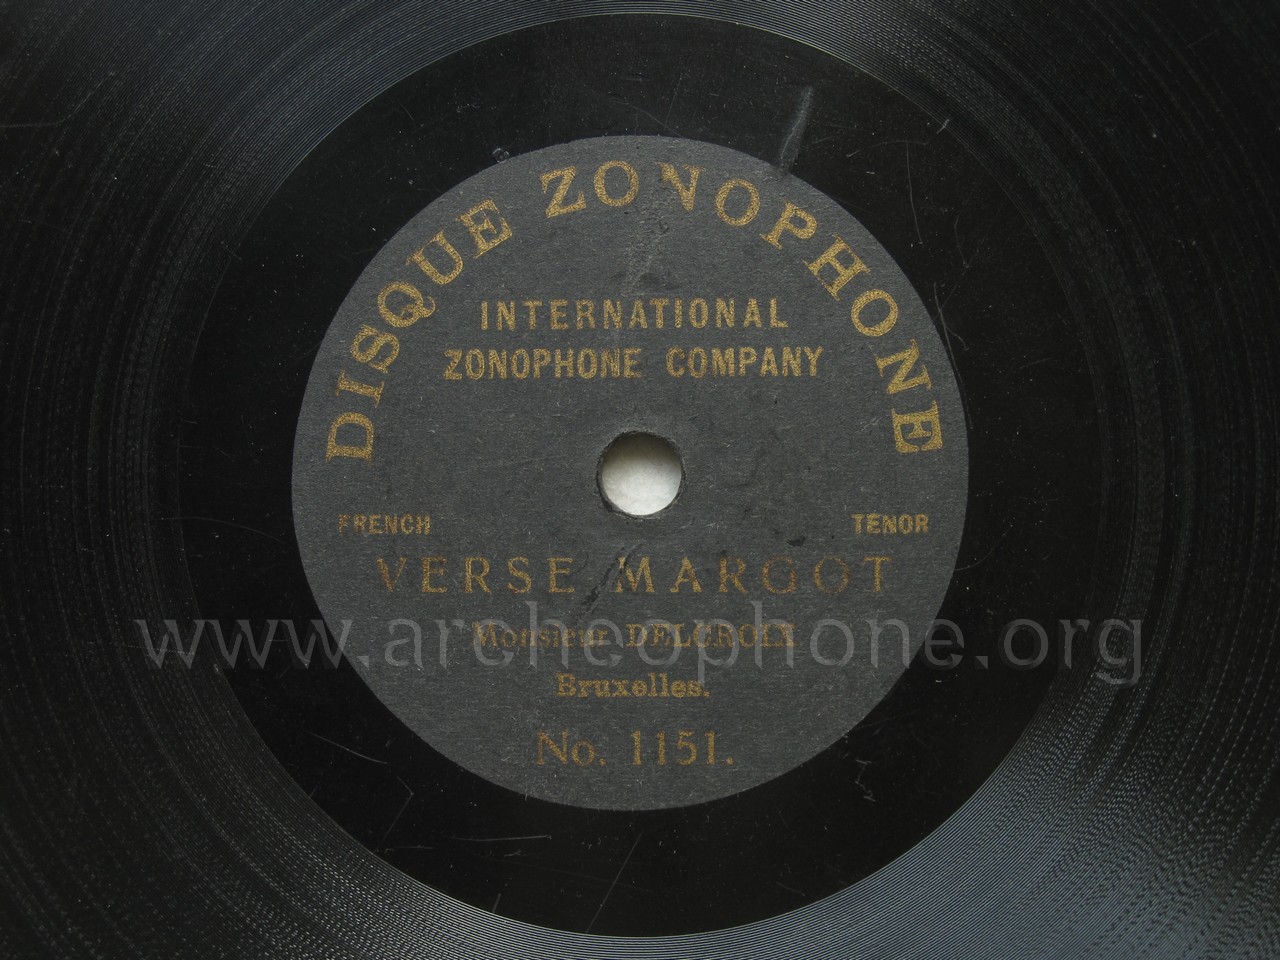 DISQUE ZONOPHONE
INTERNATIONAL
ZONOPHONE COMPANY
FRENCH TENOR
VERSE MARGOT
Monsieur DELCROIX
www.archeophone.org
Bruxelles.
No. 1151.